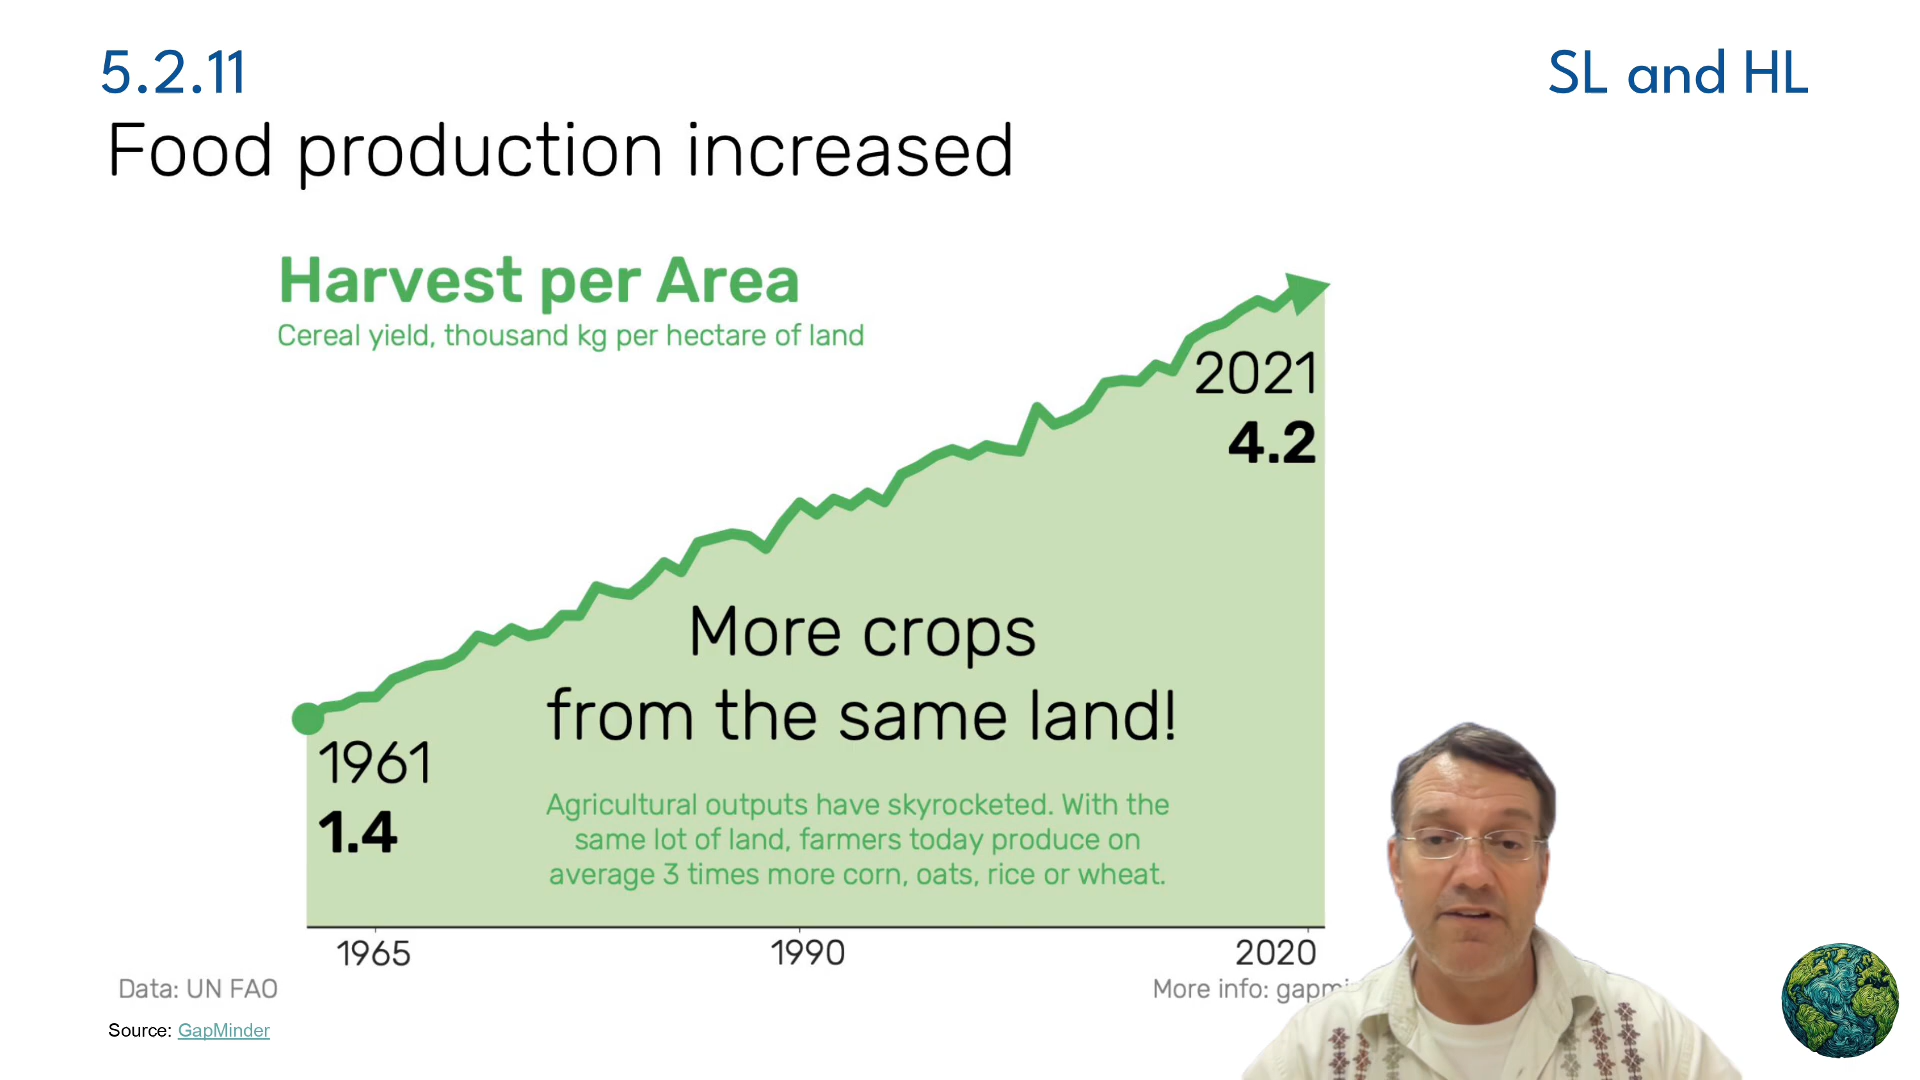 5.2.11
SL and HL
Food production increased
Harvest per Area
Cereal yield, thousand kg per hectare of land
2021
4.2
More crops
from the same land!
1961
1.4
Agricultural outputs have skyrocketed. With the
same lot of land, farmers today produce on
average 3 times more corn, oats, rice or wheat.
1965 1990 2020
Data: UN FAO
More info:
Source: GapMinder